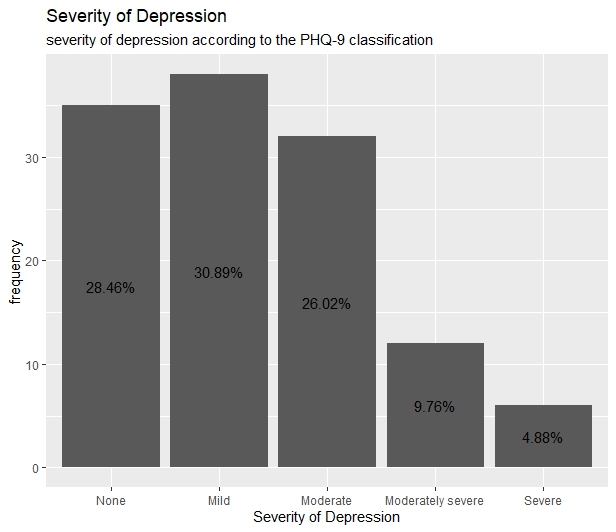 Severity of Depression
severity of depression according to the PHQ-9 classification
frequency
30
20
10
0
28.46%
30.89%
26.02%
9.76%
4.88%
None
Mild
Moderate
Moderately severe
Severe
Severity of Depression